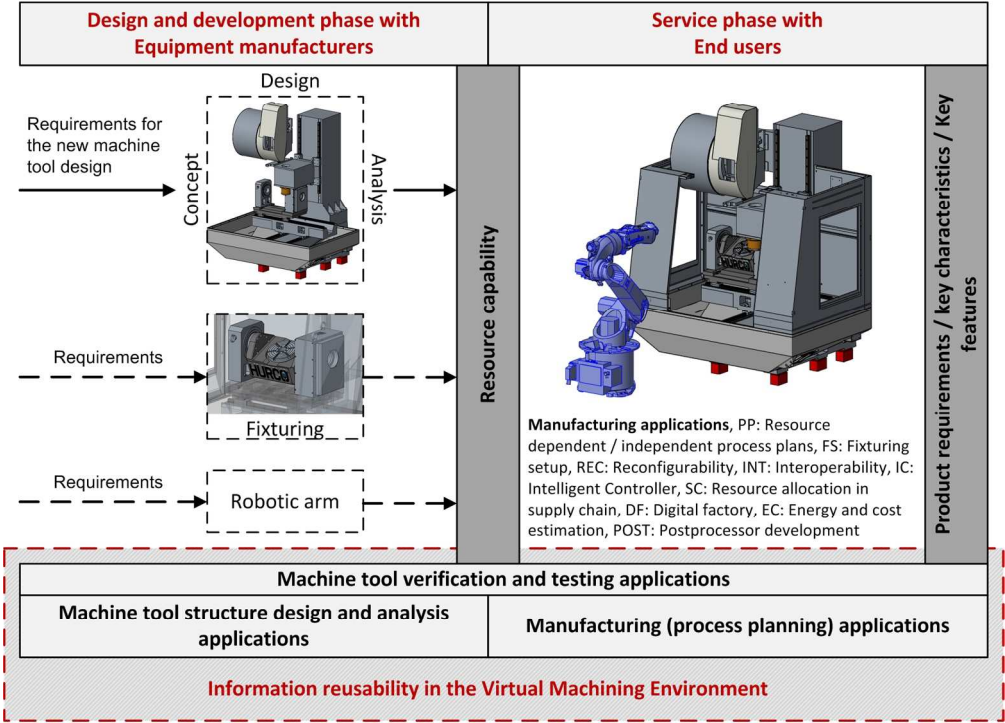 Design and development phase with
Equipment manufacturers
Service phase with
End users
Design
Requirements for
the new machine
tool design
Concept
Analysis
Requirements
HURCO
Fixturing
Requirements
Robotic arm
Resource capability
HURCO
Manufacturing applications, PP: Resource
dependent / independent process plans, FS: Fixturing
setup, REC: Reconfigurability, INT: Interoperability, IC:
Intelligent Controller, SC: Resource allocation in
supply chain, DF: Digital factory, EC: Energy and cost
estimation, POST: Postprocessor development
Product requirements / key characteristics / Key
features
Machine tool verification and testing applications
Machine tool structure design and analysis
applications
Manufacturing (process planning) applications
Information reusability in the Virtual Machining Environment